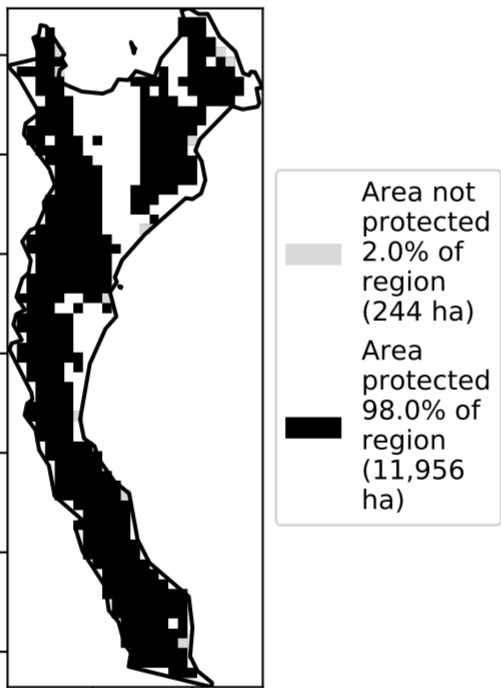 Area not
protected
2.0% of
region
(244 ha)
Area
protected
98.0% of
region
(11,956
ha)